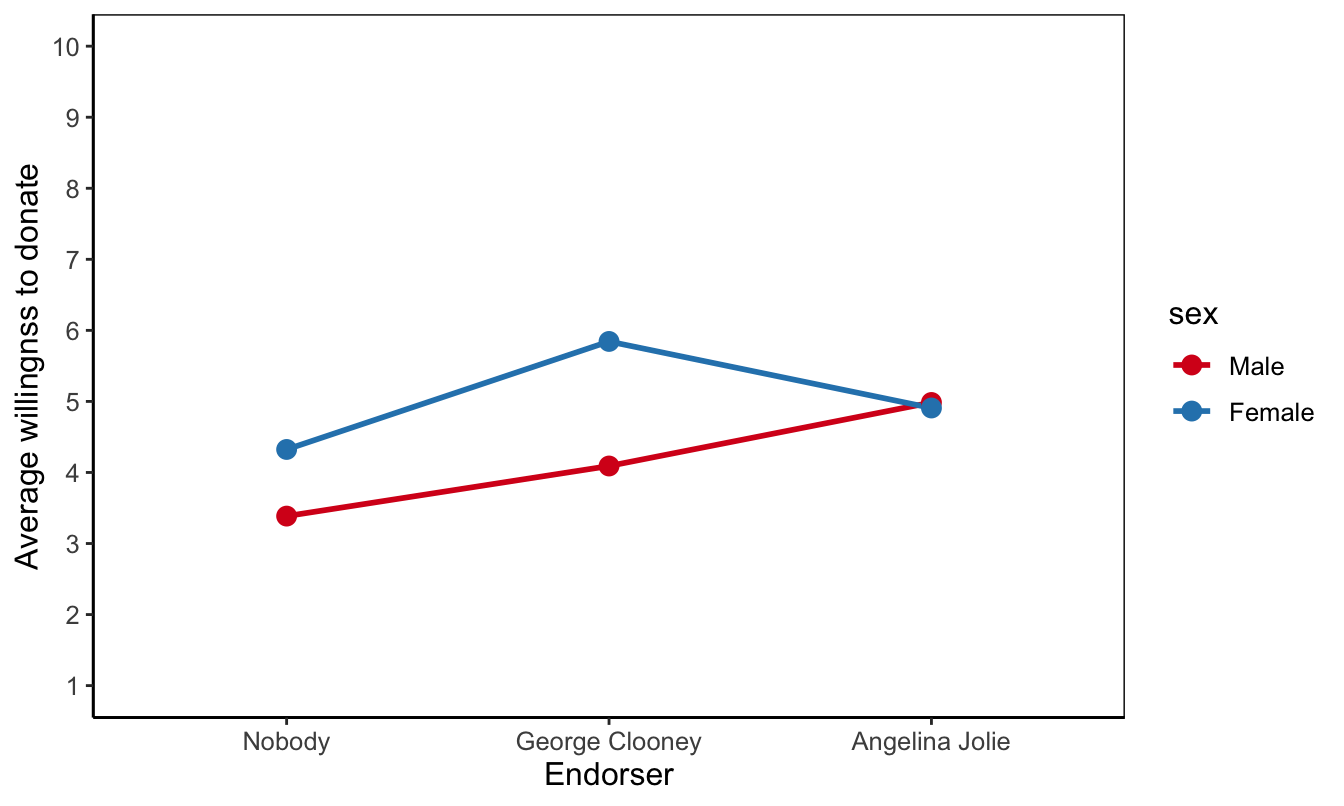 10
9
8
7
6
5
4
3
2
1
Average willingnss to donate
Nobody
George Clooney
Angelina Jolie
Endorser
sex
Male
Female